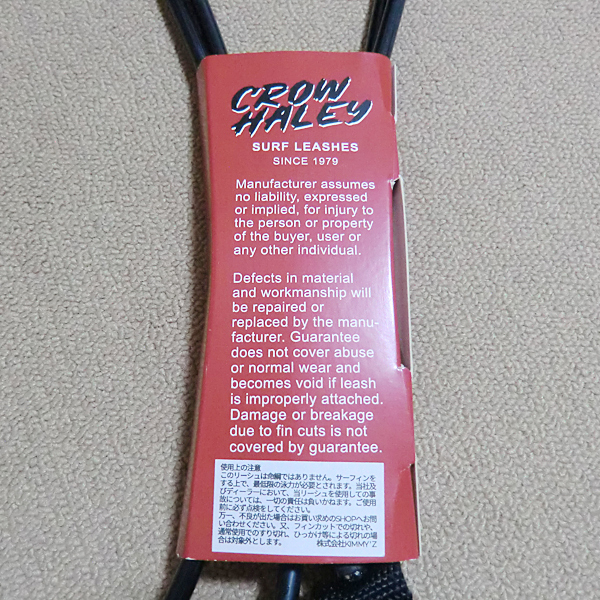 CROW
HALEY
SURF LEASHES
SINCE 1979
Manufacturer assumes
no liability, expressed
or implied, for injury to
the person or property
of the buyer, user or
any other individual.
Defects in material
and workmanship will
be repaired or
replaced by the manu-
facturer. Guarantee
does not cover abuse
or normal wear and
becomes void if leash
is improperly attached.
Damage or breakage
due to fin cuts is not
covered by guarantee.
使用上の注意
このリーシュは命綱ではありません。サーフィンを
する上で、最低限の泳力が必要とされます。当社及
びディーラーにおいて、当リーシュを使用しての事
故については、一切の責任は負いかねます。ご使用
前に必ず点検をしてください。
万一、不良が出た場合はお買い求めのSHOPへお問
い合わせください。又、フィンカットでの切れや、
通常使用でのすり切れ、ひっかけ等による切れの場
合は対象外とします。 株式会社KIMMY'Z